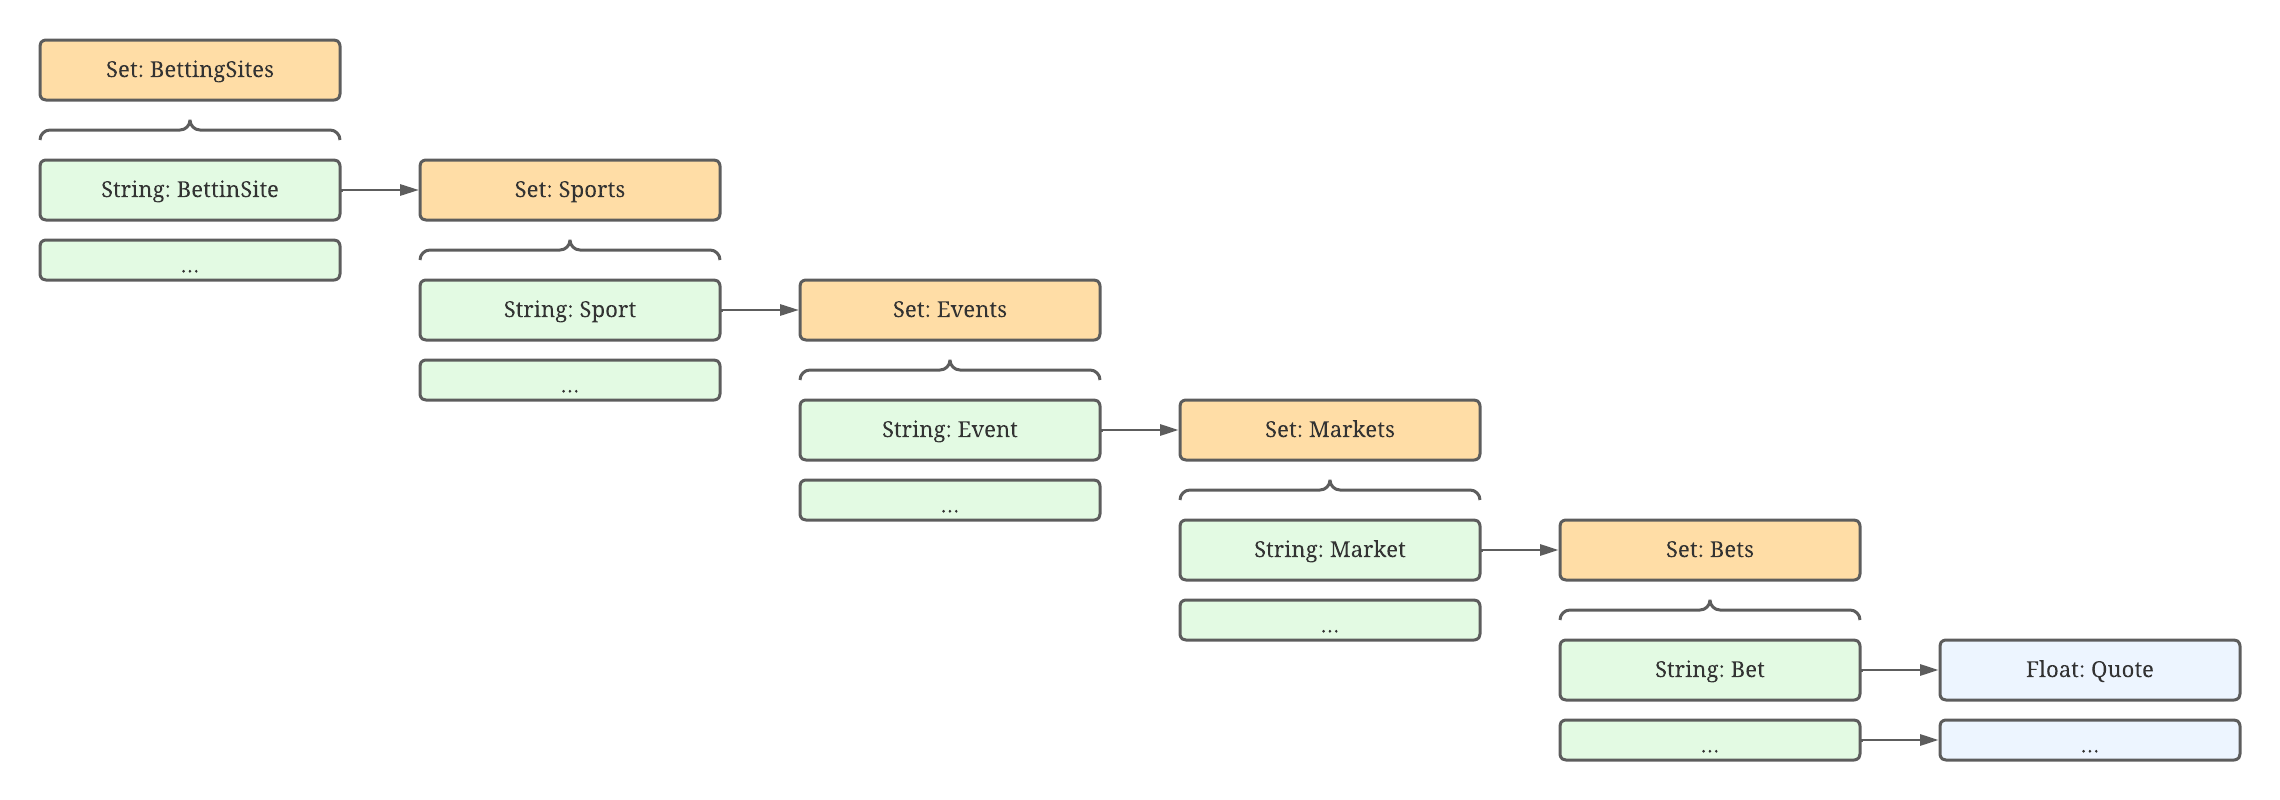 Set: BettingSites
String: BettinSite
Set: Sports
...
String: Sport
Set: Events
...
String: Event
Set: Markets
...
String: Market
Set: Bets
...
String: Bet
Float: Quote
...
...